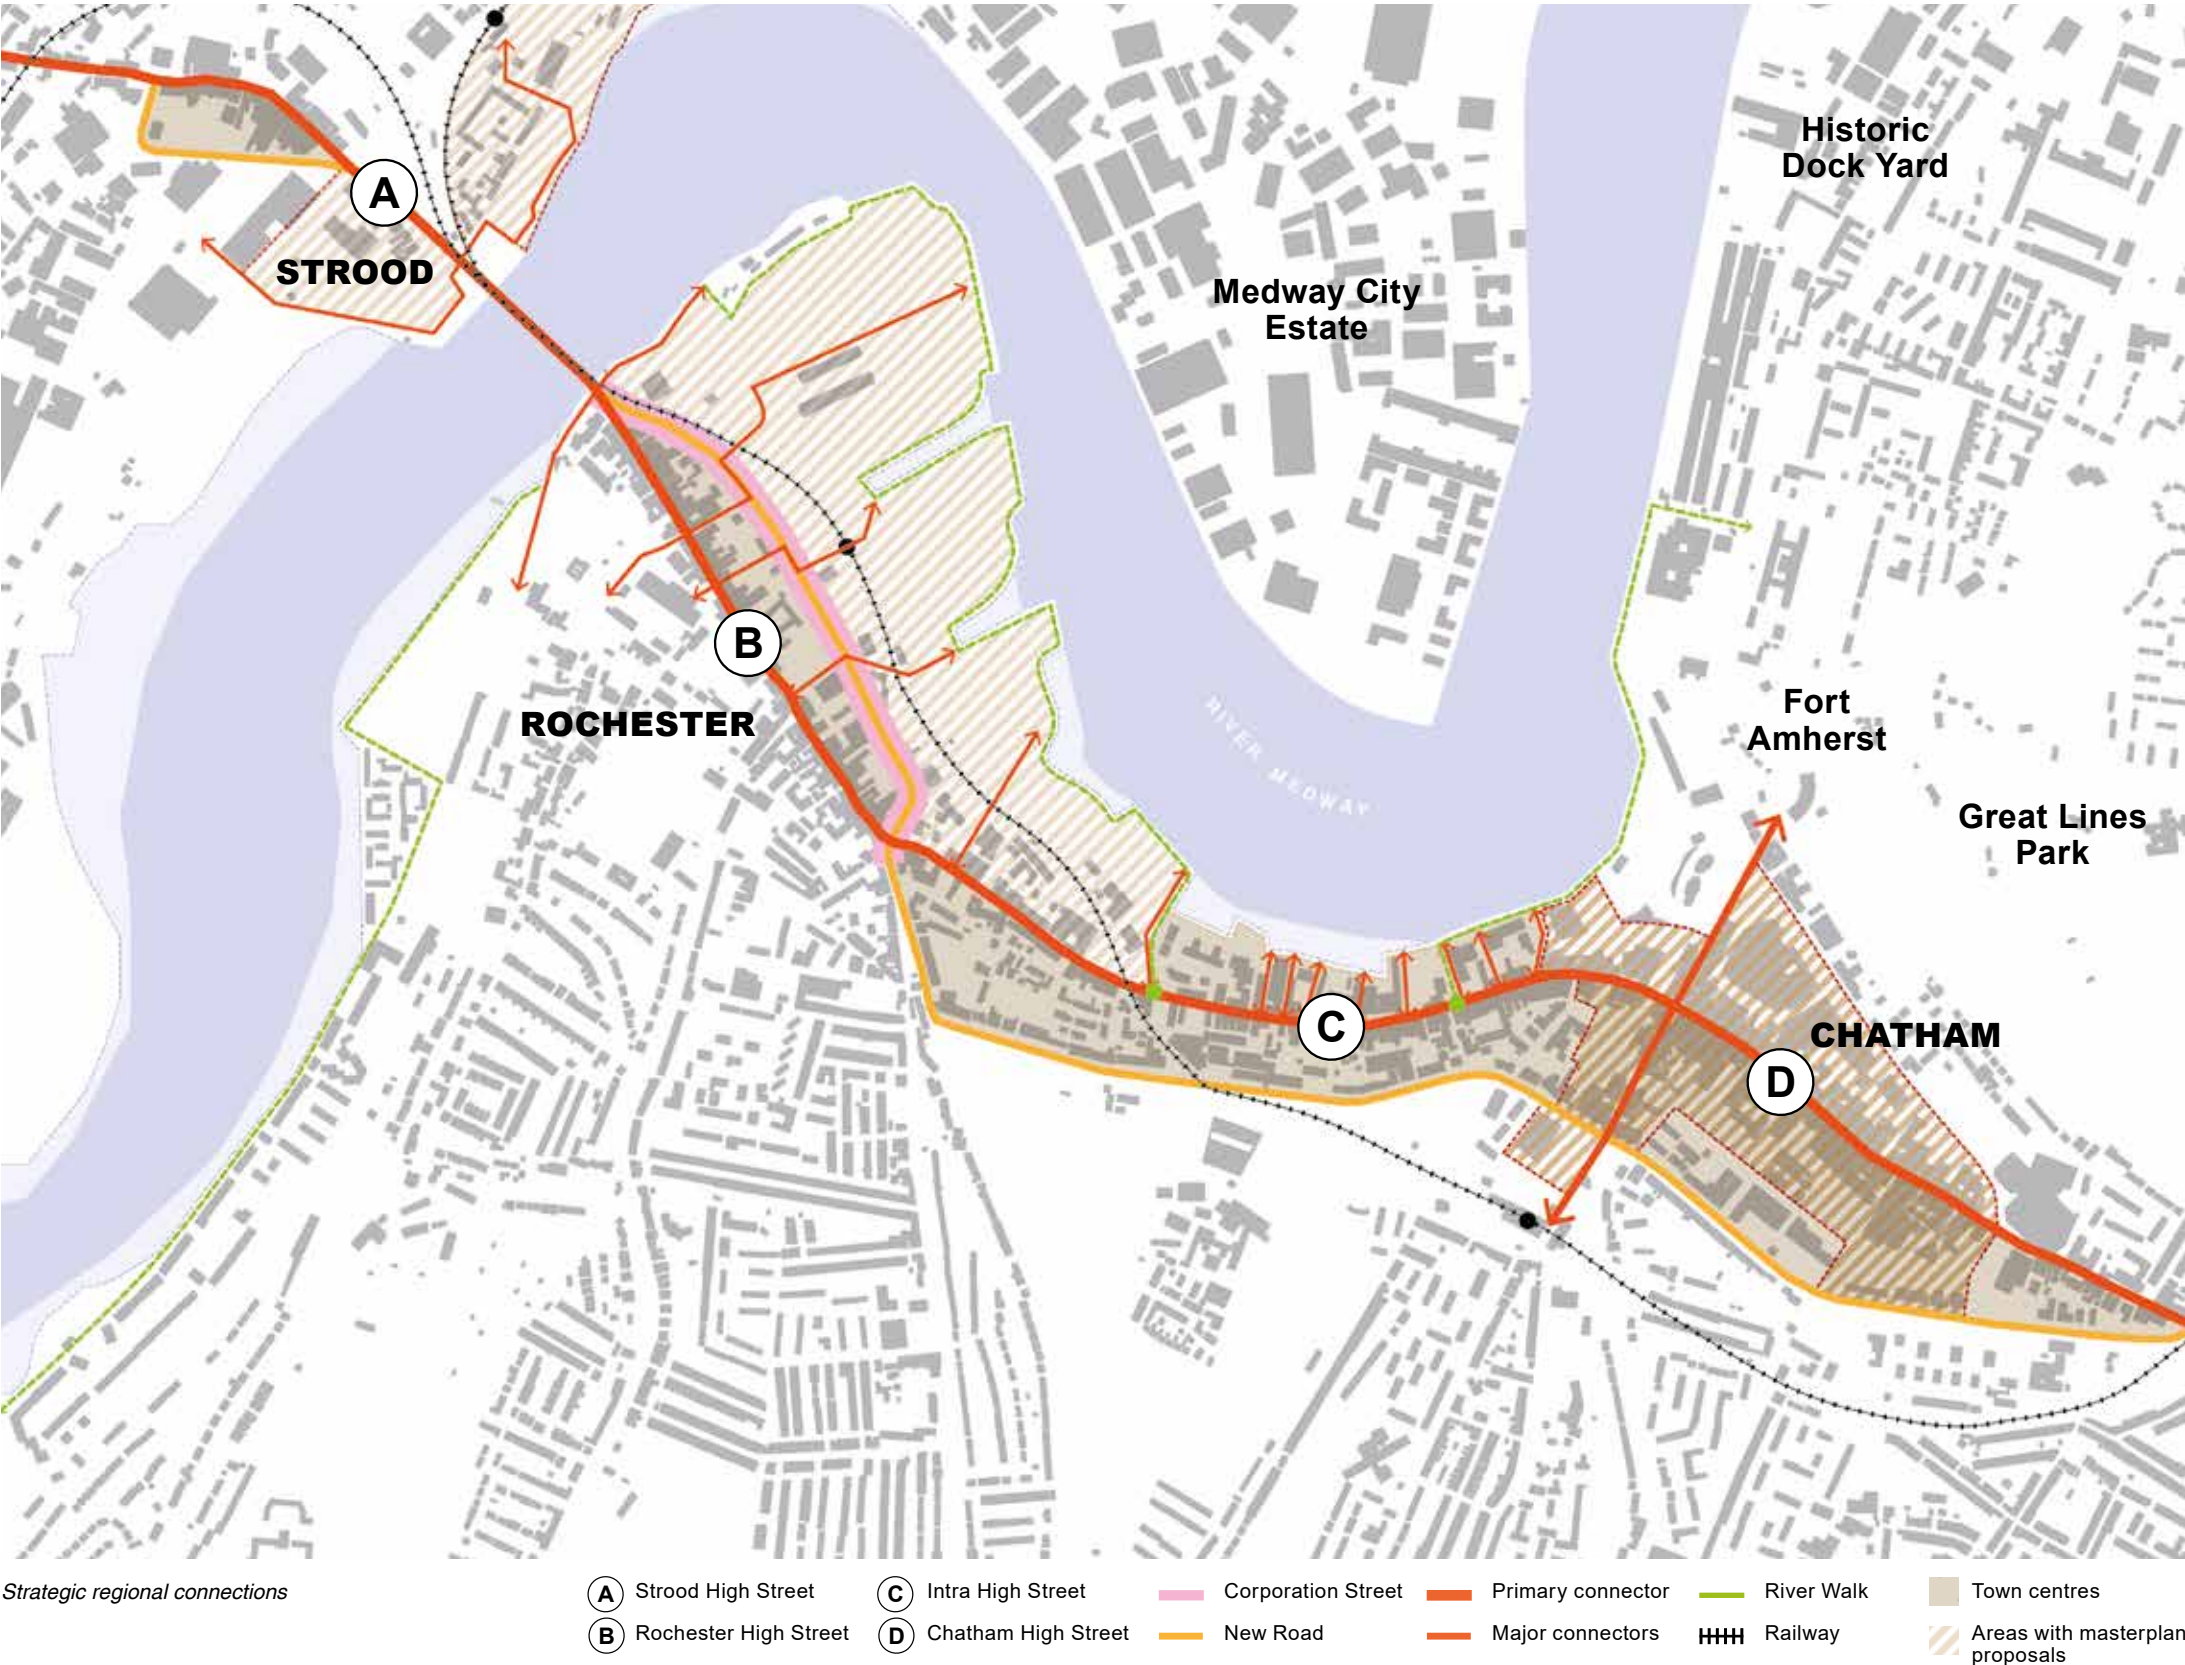 Historic
Dock Yard
A
STROOD
Medway City
Estate
B
ROCHESTER
RIVER MEDWAY
Fort
Amherst
Great Lines
Park
C
CHATHAM
D
Strategic regional connections
A Strood High Street
B Rochester High Street
C Intra High Street
D Chatham High Street
Corporation Street
New Road
Primary connector
Major connectors
River Walk
Railway
Town centres
Areas with masterplan
proposals